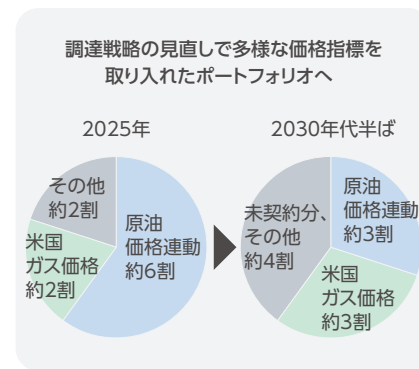 調達戦略の見直しで多様な価格指標を
取り入れたポートフォリオへ
2025年
その他
約2割
米国
ガス価格
約2割
原油
価格連動
約6割
2030年代半ば
未契約分、
その他
約4割
原油
価格連動
約3割
米国
ガス価格
約3割